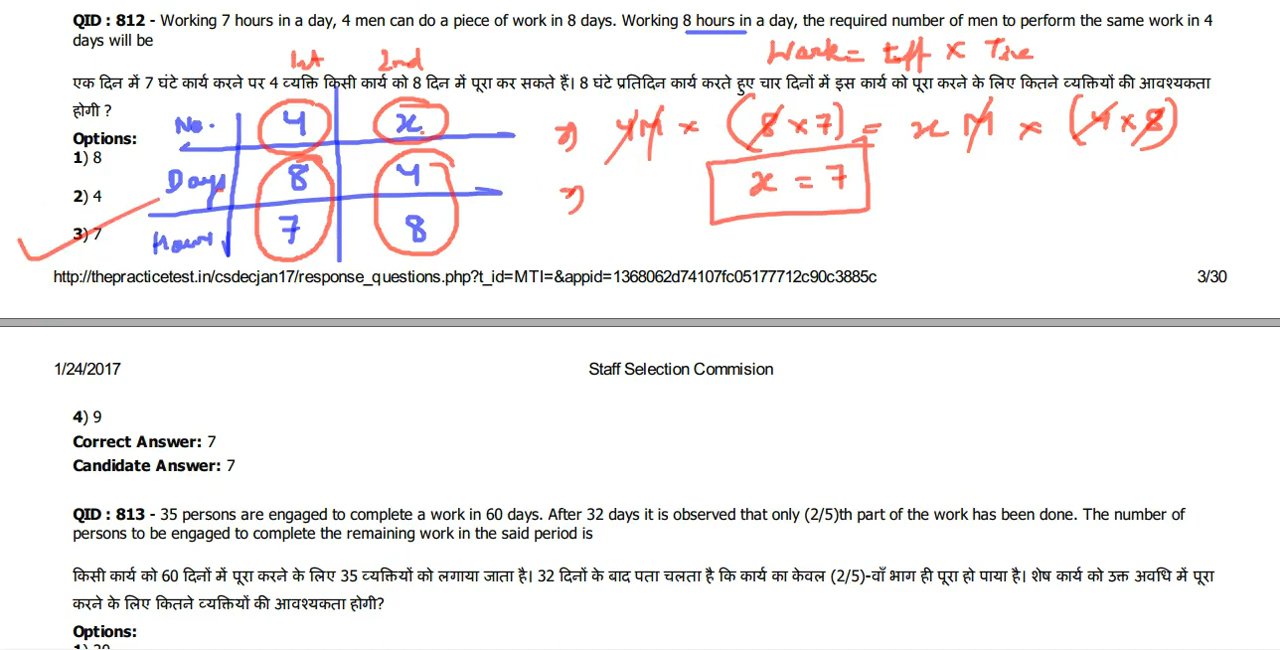 QID : 812 - Working 7 hours in a day, 4 men can do a piece of work in 8 days. Working 8 hours in a day, the required number of men to perform the same work in 4
days will be
Work = Eff × Time
1st 2nd
एक दिन में 7 घंटे कार्य करने पर 4 व्यक्ति किसी कार्य को 8 दिन में पूरा कर सकते हैं। 8 घंटे प्रतिदिन कार्य करते हुए चार दिनों में इस कार्य को पूरा करने के लिए कितने व्यक्तियों की आवश्यकता
होगी ?
No. 4 x
⇒ 4M × (8 × 7) = x M × (4 × 8)
Options:
1) 8
Days 8 4
⇒ x = 7
2) 4
3) 7
Hours 7 8
http://thepracticetest.in/csdecjan17/response_questions.php?t_id=MTI=&appid=1368062d74107fc05177712c90c3885c 3/30
1/24/2017 Staff Selection Commision
4) 9
Correct Answer: 7
Candidate Answer: 7
QID : 813 - 35 persons are engaged to complete a work in 60 days. After 32 days it is observed that only (2/5)th part of the work has been done. The number of
persons to be engaged to complete the remaining work in the said period is
किसी कार्य को 60 दिनों में पूरा करने के लिए 35 व्यक्तियों को लगाया जाता है। 32 दिनों के बाद पता चलता है कि कार्य का केवल (2/5)-वाँ भाग ही पूरा हो पाया है। शेष कार्य को उक्त अवधि में पूरा
करने के लिए कितने व्यक्तियों की आवश्यकता होगी?
Options: